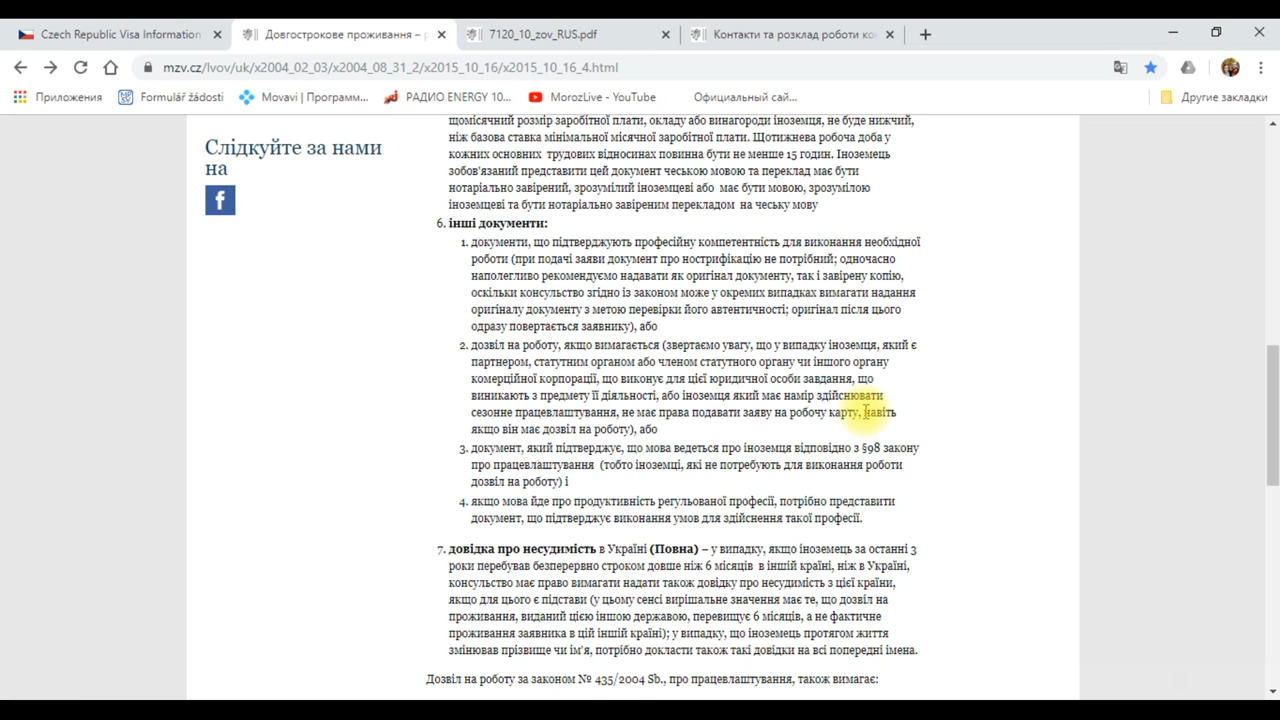 Czech Republic Visa Information
Довгострокове проживання – р
7120_10_zov_RUS.pdf
Контакти та розклад роботи ко
mzv.cz/lvov/uk/x2004_02_03/x2004_08_31_2/x2015_10_16/x2015_10_16_4.html
Приложения
Formulář žádosti
Movavi | Программ...
РАДИО ENERGY 10...
MorozLive - YouTube
Официальный сай...
Другие закладки
Слідкуйте за нами
на
щомісячний розмір заробітної плати, окладу або винагороди іноземця, не буде нижчий,
ніж базова ставка мінімальної місячної заробітної плати. Щотижнева робоча доба у
кожних основних трудових відносинах повинна бути не менше 15 годин. Іноземець
зобов'язаний представити цей документ чеською мовою та переклад має бути
нотаріально завірений, зрозумілий іноземцеві або має бути мовою, зрозумілою
іноземцеві та бути нотаріально завіреним перекладом на чеську мову
6. інші документи:
1. документи, що підтверджують професійну компетентність для виконання необхідної
роботи (при подачі заяви документ про нострифікацію не потрібний; одночасно
наполегливо рекомендуємо надавати як оригінал документу, так і завірену копію,
оскільки консульство згідно із законом може у окремих випадках вимагати надання
оригіналу документу з метою перевірки його автентичності; оригінал після цього
одразу повертається заявнику), або
2. дозвіл на роботу, якщо вимагається (звертаємо увагу, що у випадку іноземця, який є
партнером, статутним органом або членом статутного органу чи іншого органу
комерційної корпорації, що виконує для цієї юридичної особи завдання, що
виникають з предмету її діяльності, або іноземця який має намір здійснювати
сезонне працевлаштування, не має права подавати заяву на робочу карту, навіть
якщо він має дозвіл на роботу), або
3. документ, який підтверджує, що мова ведеться про іноземця відповідно з §98 закону
про працевлаштування (тобто іноземці, які не потребують для виконання роботи
дозвіл на роботу) і
4. якщо мова йде про продуктивність регульованої професії, потрібно представити
документ, що підтверджує виконання умов для здійснення такої професії.
7. довідка про несудимість в Україні (Повна) – у випадку, якщо іноземець за останні 3
роки перебував безперервно строком довше ніж 6 місяців в іншій країні, ніж в Україні,
консульство має право вимагати надати також довідку про несудимість з цієї країни,
якщо для цього є підстави (у цьому сенсі вирішальне значення має те, що дозвіл на
проживання, виданий цією іншою державою, перевищує 6 місяців, а не фактичне
проживання заявника в цій іншій країні); у випадку, що іноземець протягом життя
змінював прізвище чи ім'я, потрібно докласти також такі довідки на всі попередні імена.
Дозвіл на роботу за законом № 435/2004 Sb., про працевлаштування, також вимагає: